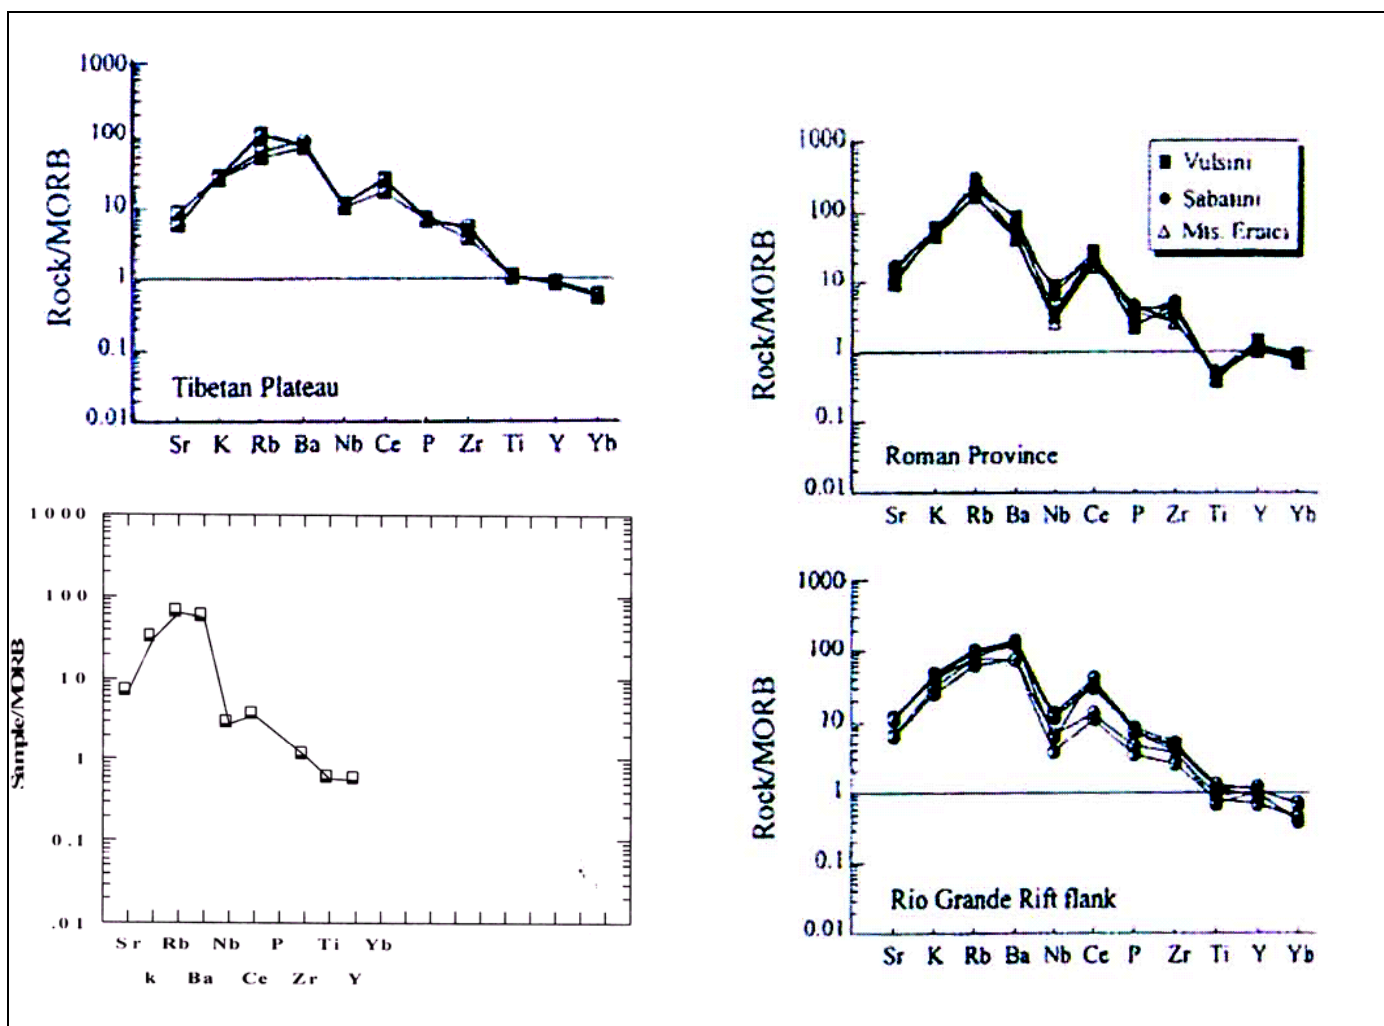 1000
100
10
1
0.1
0.01
Rock/MORB
Tibetan Plateau
Sr K Rb Ba Nb Ce P Zr Ti Y Yb
1000
100
10
1
0.1
0.01
Rock/MORB
Vulsini
Sabatini
Mts. Ernici
Roman Province
Sr K Rb Ba Nb Ce P Zr Ti Y Yb
1000
100
10
1
0.1
.01
Sample/MORB
Sr Rb Nb P Ti Yb
k Ba Ce Zr Y
1000
100
10
1
0.1
0.01
Rock/MORB
Rio Grande Rift flank
Sr K Rb Ba Nb Ce P Zr Ti Y Yb